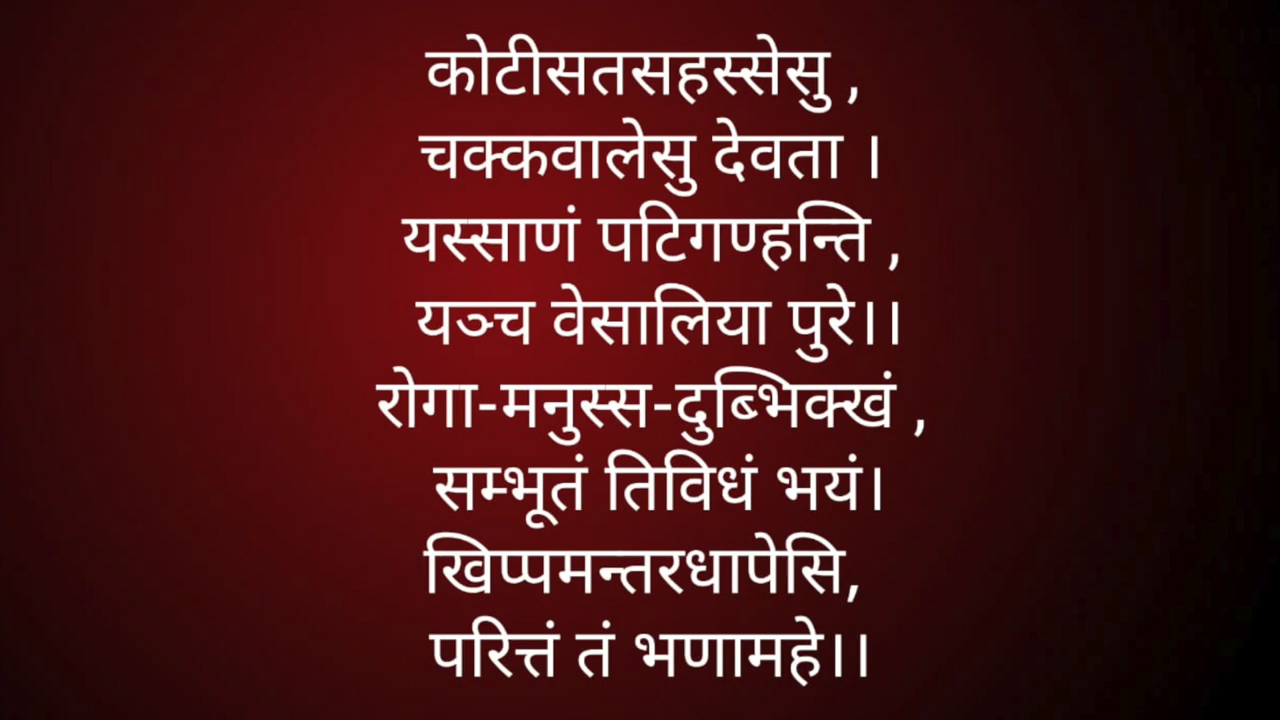 कोटीसतसहस्सेसु ,
चक्कवालेसु देवता ।
यस्साणं पटिगण्हन्ति ,
यञ्च वेसालिया पुरे।।
रोगा-मनुस्स-दुब्भिक्खं ,
सम्भूतं तिविधं भयं।
खिप्पमन्तरधापेसि,
परित्तं तं भणामहे।।